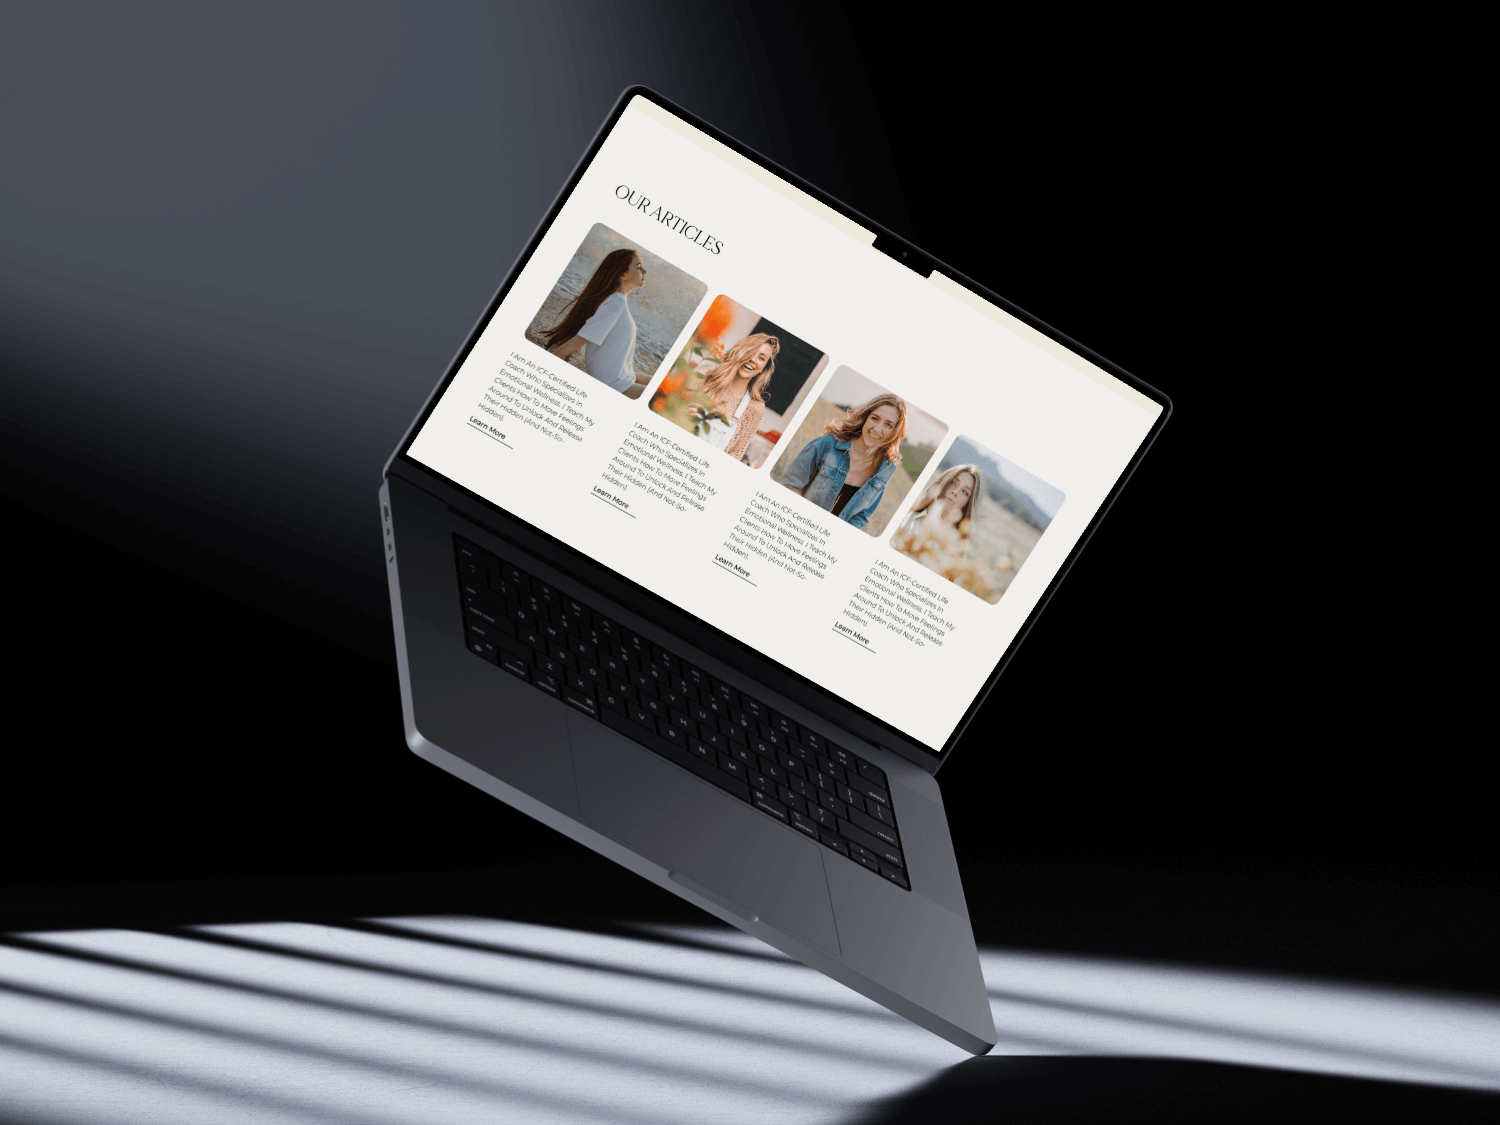 OUR ARTICLES
I Am An ICF-Certified Life
Coach Who Specializes In
Emotional Wellness. I Teach My
Clients How To Move Feelings
Around To Unlock And Release
Their Hidden (And Not-So-
Hidden).
Learn More
I Am An ICF-Certified Life
Coach Who Specializes In
Emotional Wellness. I Teach My
Clients How To Move Feelings
Around To Unlock And Release
Their Hidden (And Not-So-
Hidden).
Learn More
I Am An ICF-Certified Life
Coach Who Specializes In
Emotional Wellness. I Teach My
Clients How To Move Feelings
Around To Unlock And Release
Their Hidden (And Not-So-
Hidden).
Learn More
I Am An ICF-Certified Life
Coach Who Specializes In
Emotional Wellness. I Teach My
Clients How To Move Feelings
Around To Unlock And Release
Their Hidden (And Not-So-
Hidden).
Learn More